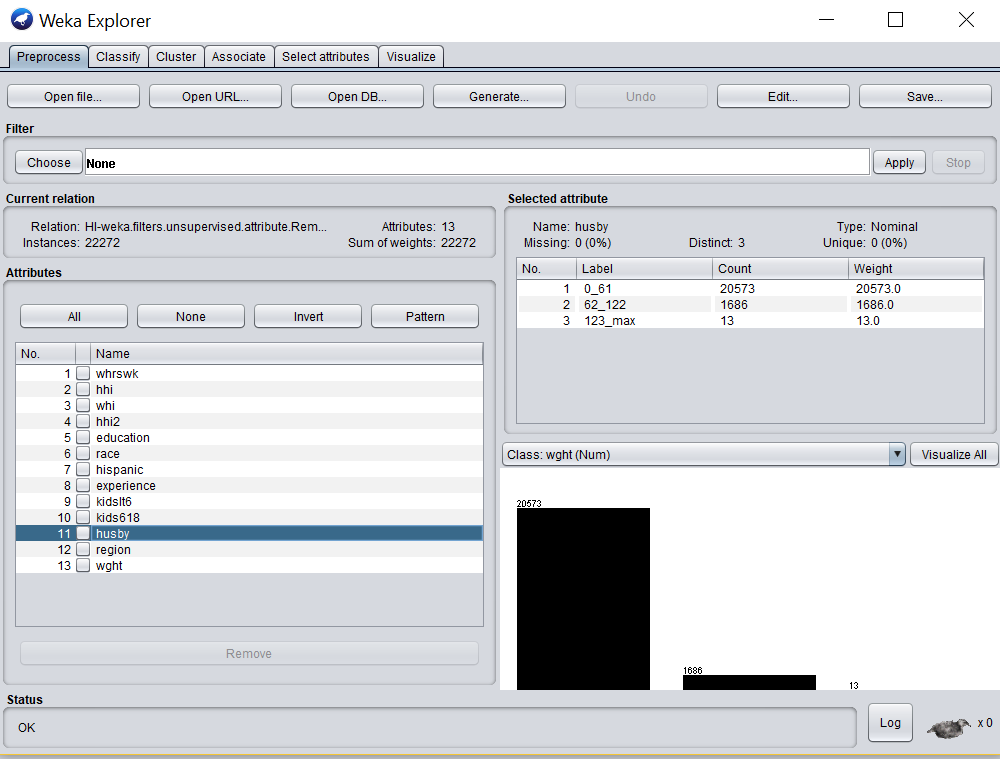 Weka Explorer
Preprocess Classify Cluster Associate Select attributes Visualize
Open file... Open URL... Open DB... Generate... Undo Edit... Save...
Filter
Choose None Apply Stop
Current relation
Relation: HI-weka.filters.unsupervised.attribute.Rem... Attributes: 13
Instances: 22272 Sum of weights: 22272
Attributes
All None Invert Pattern
No. Name
1 whrswk
2 hhi
3 whi
4 hhi2
5 education
6 race
7 hispanic
8 experience
9 kidslt6
10 kids618
11 husby
12 region
13 wght
Remove
Selected attribute
Name: husby Type: Nominal
Missing: 0 (0%) Distinct: 3 Unique: 0 (0%)
No. Label Count Weight
1 0_61 20573 20573.0
2 62_122 1686 1686.0
3 123_max 13 13.0
Class: wght (Num) Visualize All
20573
1686
13
Status
OK Log x 0